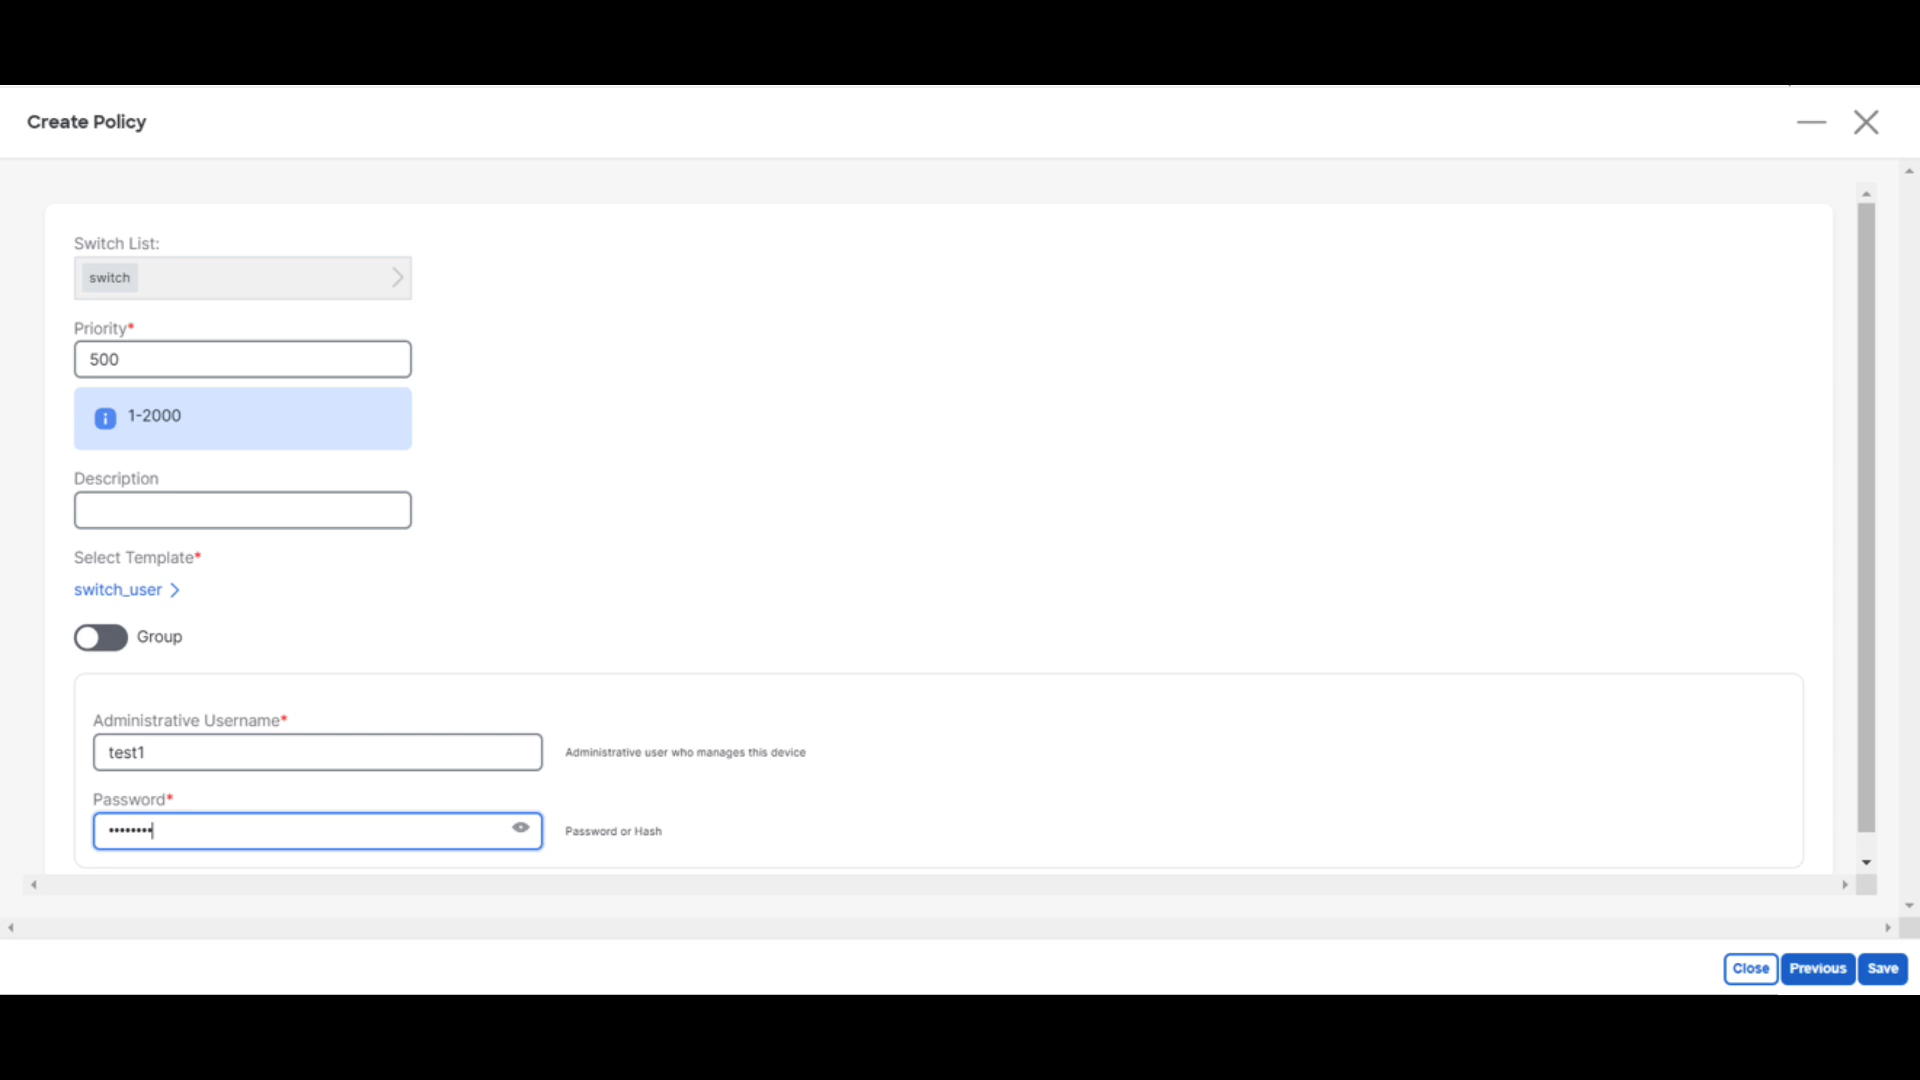 Create Policy
Switch List:
switch
Priority*
500
1-2000
Description
Select Template*
switch_user
Group
Administrative Username*
test1
Administrative user who manages this device
Password*
••••••••
Password or Hash
Close
Previous
Save